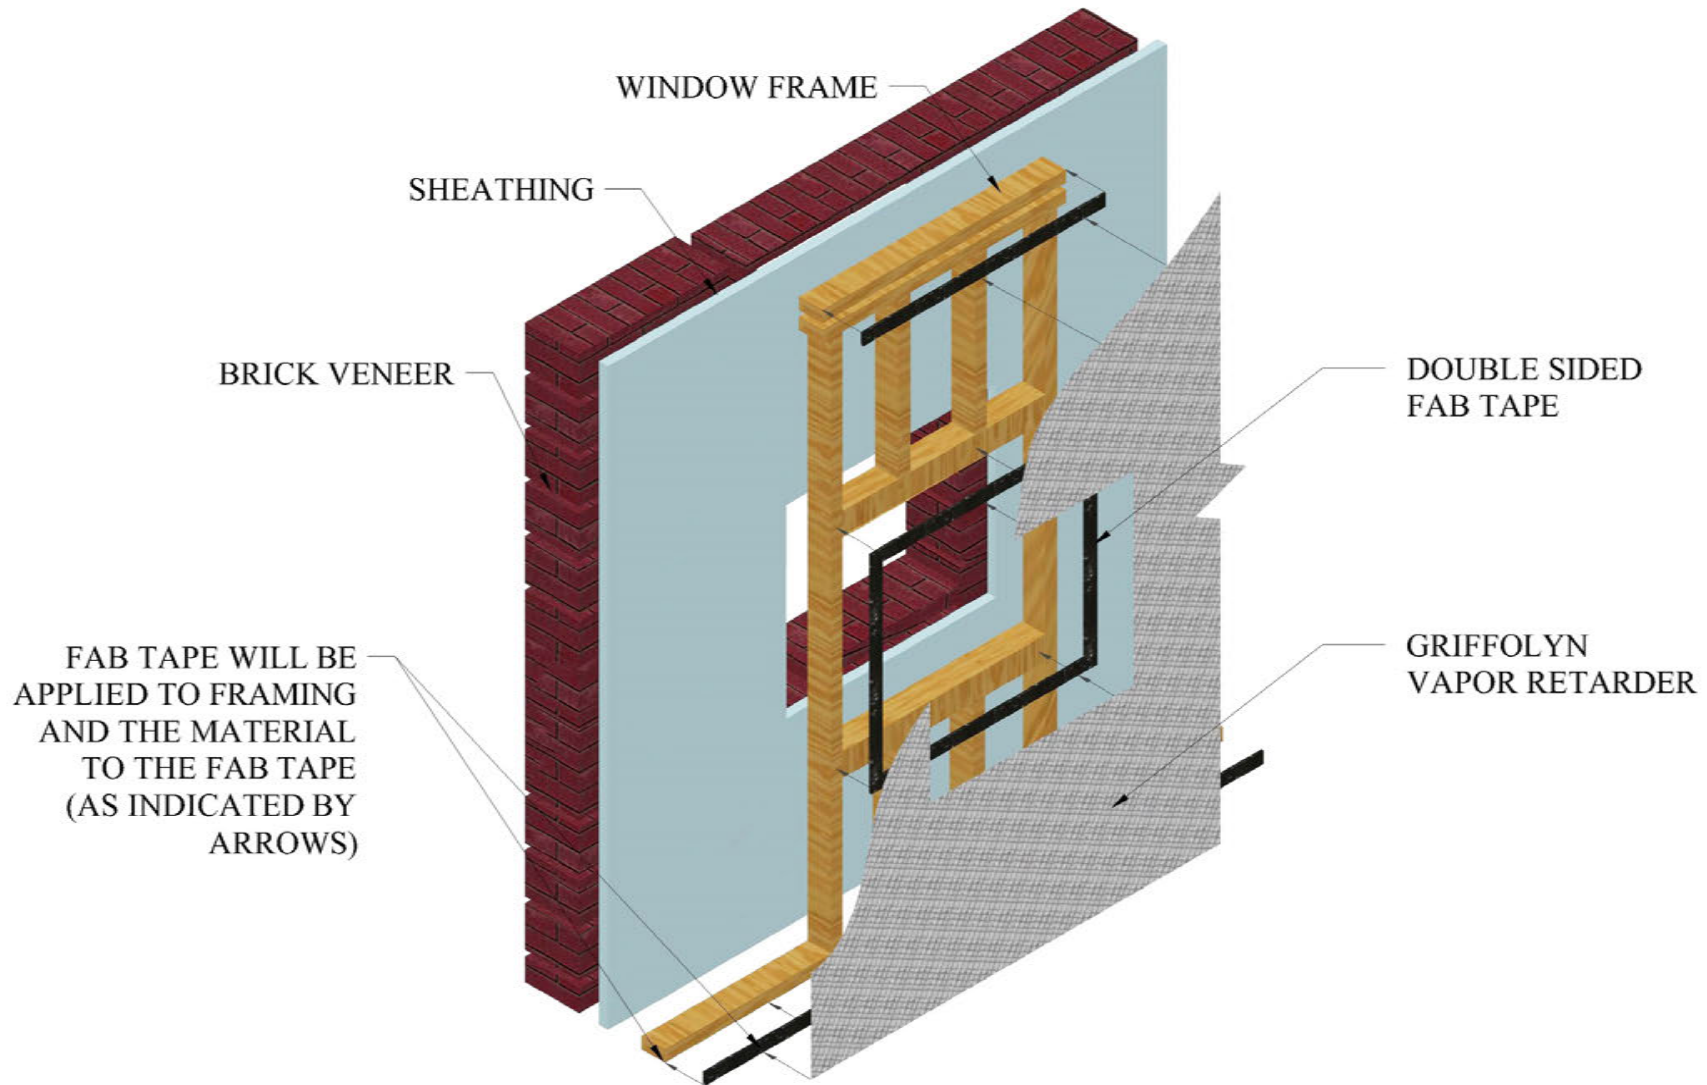 WINDOW FRAME
SHEATHING
BRICK VENEER
DOUBLE SIDED
FAB TAPE
FAB TAPE WILL BE
APPLIED TO FRAMING
AND THE MATERIAL
TO THE FAB TAPE
(AS INDICATED BY
ARROWS)
GRIFFOLYN
VAPOR RETARDER